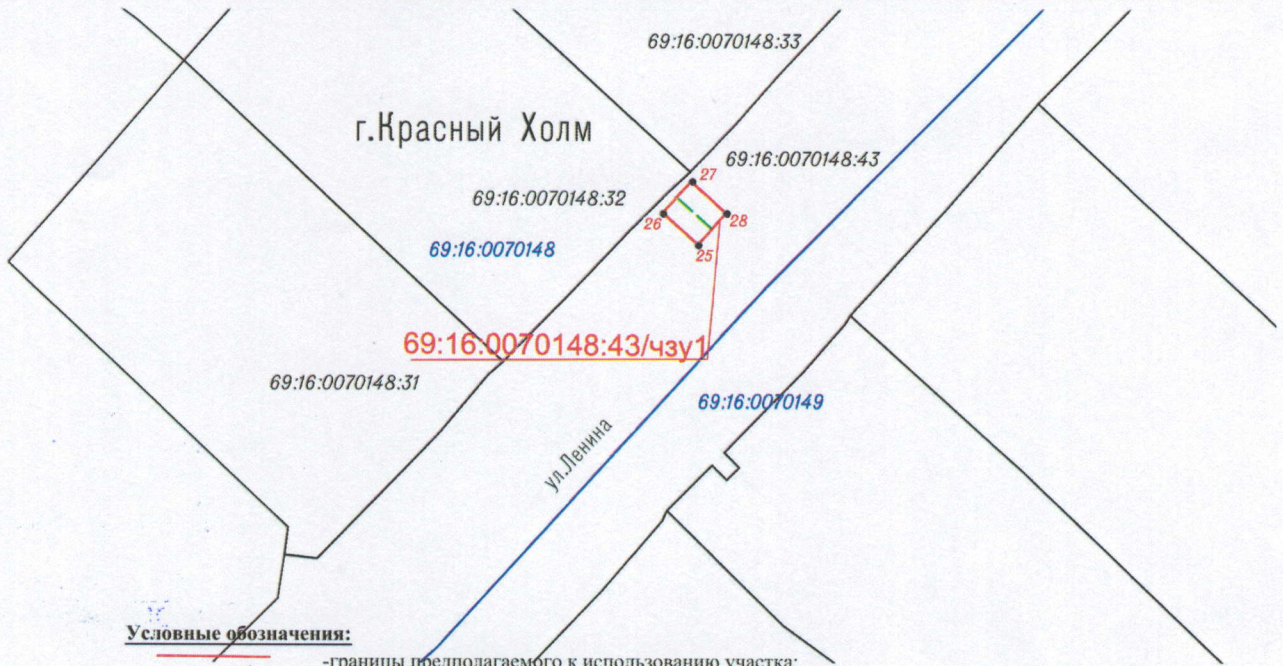 69:16:0070148:33
г.Красный Холм
69:16:0070148:43
27
69:16:0070148:32
26
28
69:16:0070148
25
69:16:0070148:43/чзу1
69:16:0070148:31
69:16:0070149
ул.Ленина
Условные обозначения:
-границы предполагаемого к использованию участка;